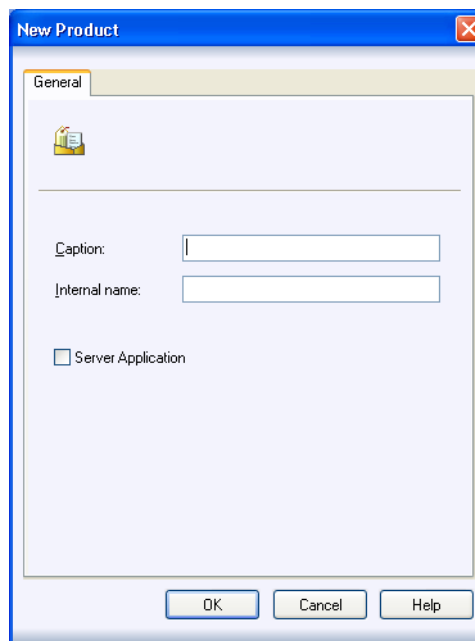 New Product
General
Caption:
Internal name:
Server Application
OK
Cancel
Help